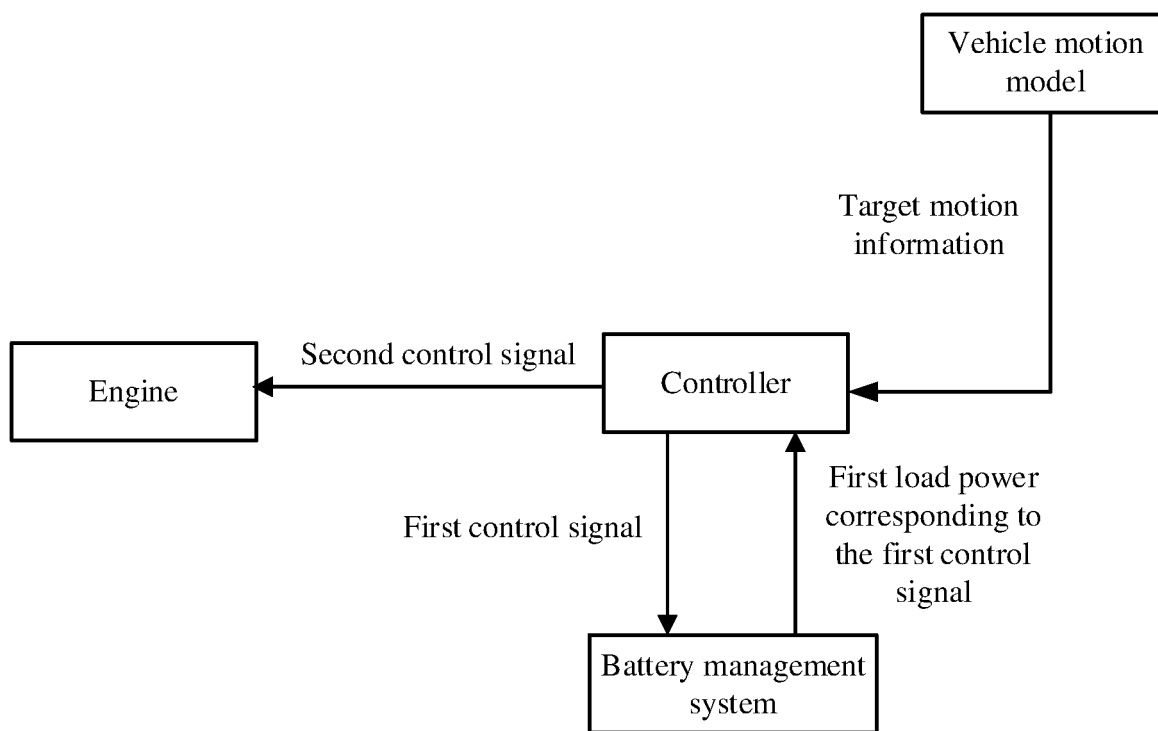 Vehicle motion
model
Target motion
information
Second control signal
Engine
Controller
First control signal
First load power
corresponding to
the first control
signal
Battery management
system